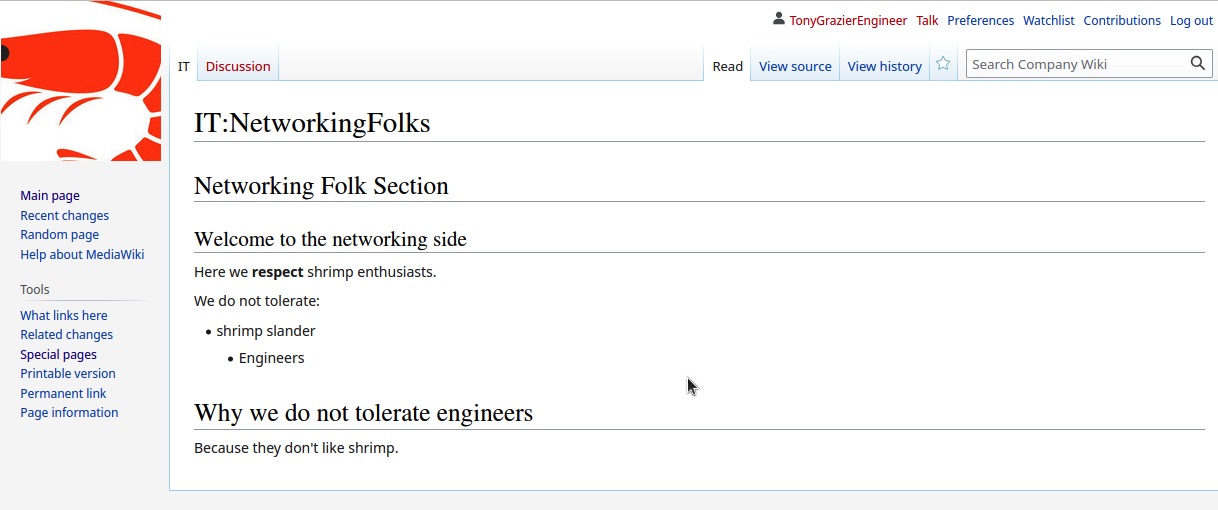 TonyGrazierEngineer Talk Preferences Watchlist Contributions Log out
IT Discussion Read View source View history Search Company Wiki
IT:NetworkingFolks
Networking Folk Section
Welcome to the networking side
Here we respect shrimp enthusiasts.
We do not tolerate:
• shrimp slander
• Engineers
Why we do not tolerate engineers
Because they don't like shrimp.
Main page
Recent changes
Random page
Help about MediaWiki
Tools
What links here
Related changes
Special pages
Printable version
Permanent link
Page information